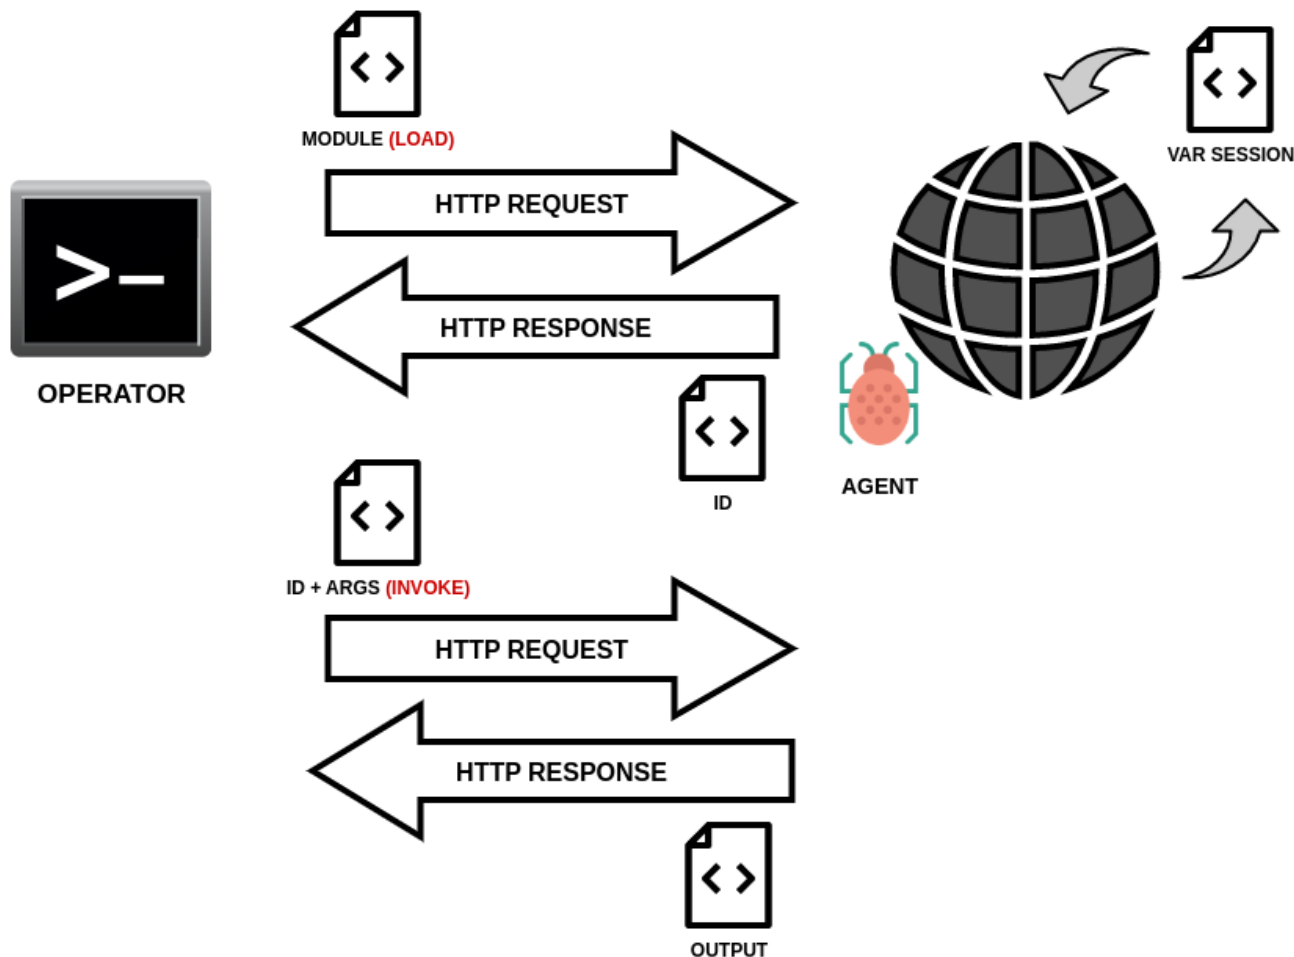 MODULE (LOAD)
VAR SESSION
HTTP REQUEST
HTTP RESPONSE
OPERATOR
AGENT
ID
ID + ARGS (INVOKE)
HTTP REQUEST
HTTP RESPONSE
OUTPUT